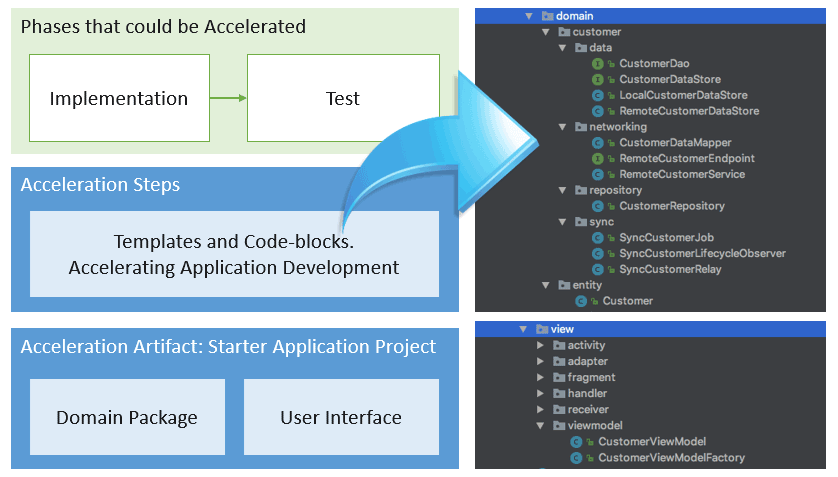 Phases that could be Accelerated
Implementation
Test
Acceleration Steps
Templates and Code-blocks.
Accelerating Application Development
Acceleration Artifact: Starter Application Project
Domain Package
User Interface
domain
customer
data
CustomerDao
CustomerDataStore
LocalCustomerDataStore
RemoteCustomerDataStore
networking
CustomerDataMapper
RemoteCustomerEndpoint
RemoteCustomerService
repository
CustomerRepository
sync
SyncCustomerJob
SyncCustomerLifecycleObserver
SyncCustomerRelay
entity
Customer
view
activity
adapter
fragment
handler
receiver
viewmodel
CustomerViewModel
CustomerViewModelFactory